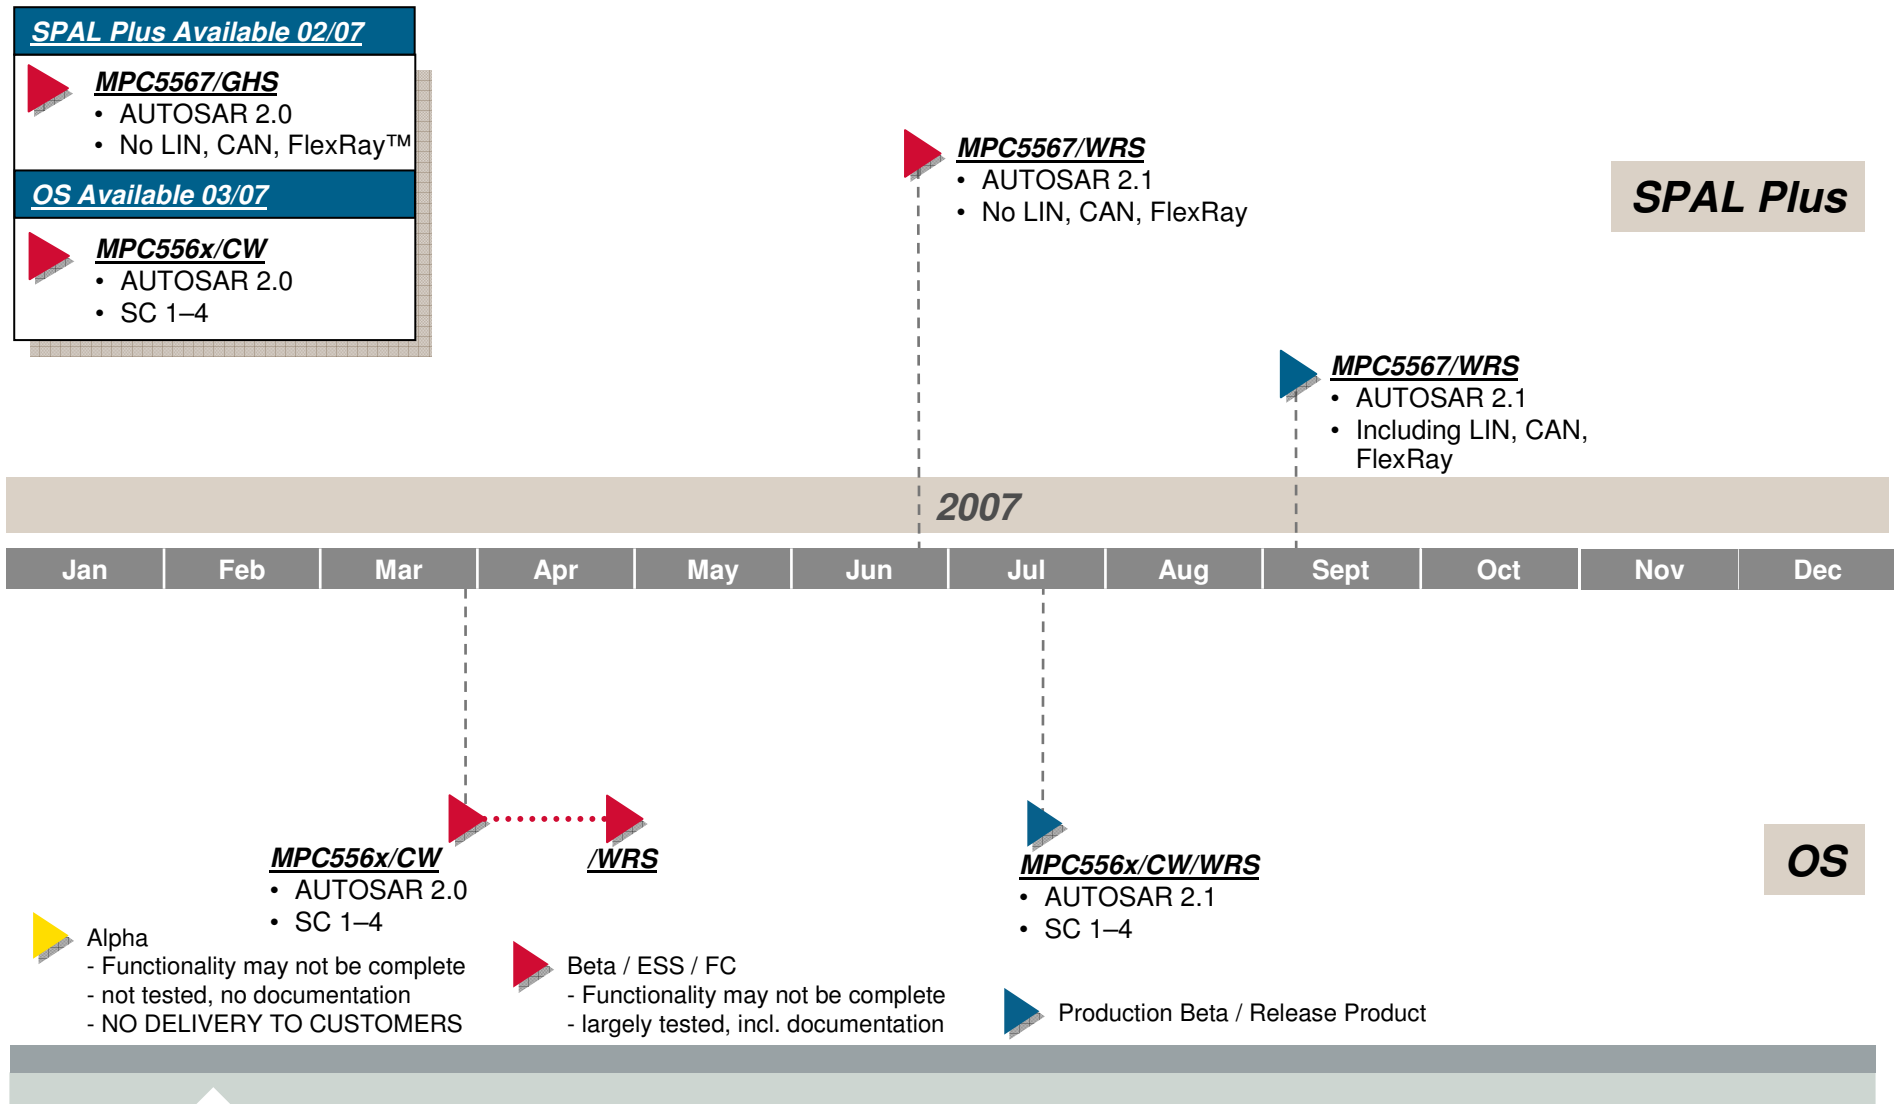 SPAL Plus Available 02/07
MPC5567/GHS
• AUTOSAR 2.0
• No LIN, CAN, FlexRay™
OS Available 03/07
MPC556x/CW
• AUTOSAR 2.0
• SC 1–4
MPC5567/WRS
• AUTOSAR 2.1
• No LIN, CAN, FlexRay
SPAL Plus
MPC5567/WRS
• AUTOSAR 2.1
• Including LIN, CAN,
FlexRay
2007
Jan Feb Mar Apr May Jun Jul Aug Sept Oct Nov Dec
MPC556x/CW
• AUTOSAR 2.0
• SC 1–4
/WRS
MPC556x/CW/WRS
• AUTOSAR 2.1
• SC 1–4
OS
Alpha
- Functionality may not be complete
- not tested, no documentation
- NO DELIVERY TO CUSTOMERS
Beta / ESS / FC
- Functionality may not be complete
- largely tested, incl. documentation
Production Beta / Release Product